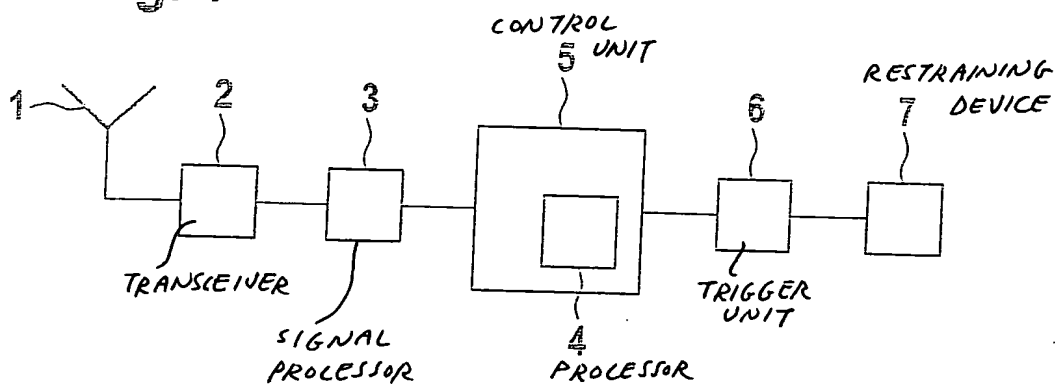 CONTROL
5 UNIT
RESTRAINING
DEVICE
1
2
3
6
7
TRANSCEIVER
SIGNAL
PROCESSOR
4
PROCESSOR
TRIGGER
UNIT